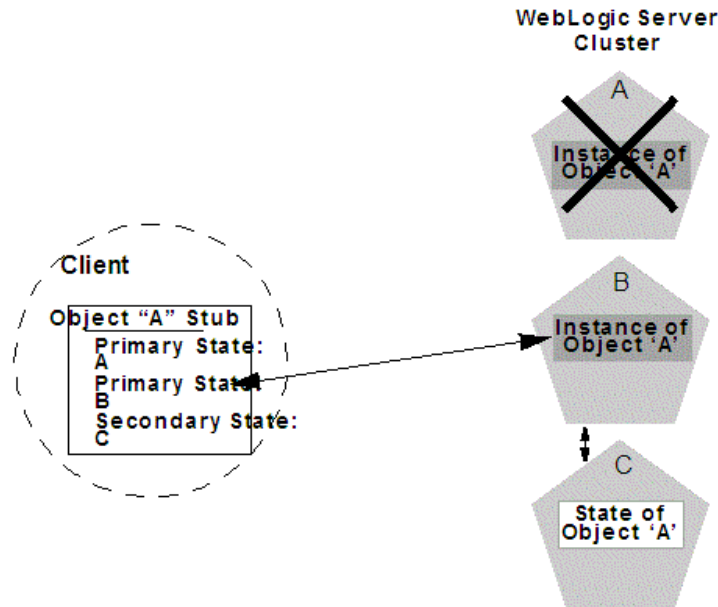 WebLogic Server
Cluster
A
Instance of
Object ‘A’
Client
Object “A” Stub
Primary State:
A
Primary State:
B
Secondary State:
C
B
Instance of
Object ‘A’
C
State of
Object ‘A’